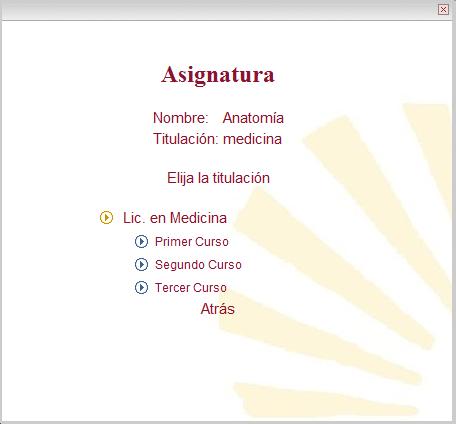 Asignatura
Nombre: Anatomía
Titulación: medicina
Elija la titulación
Lic. en Medicina
Primer Curso
Segundo Curso
Tercer Curso
Atrás